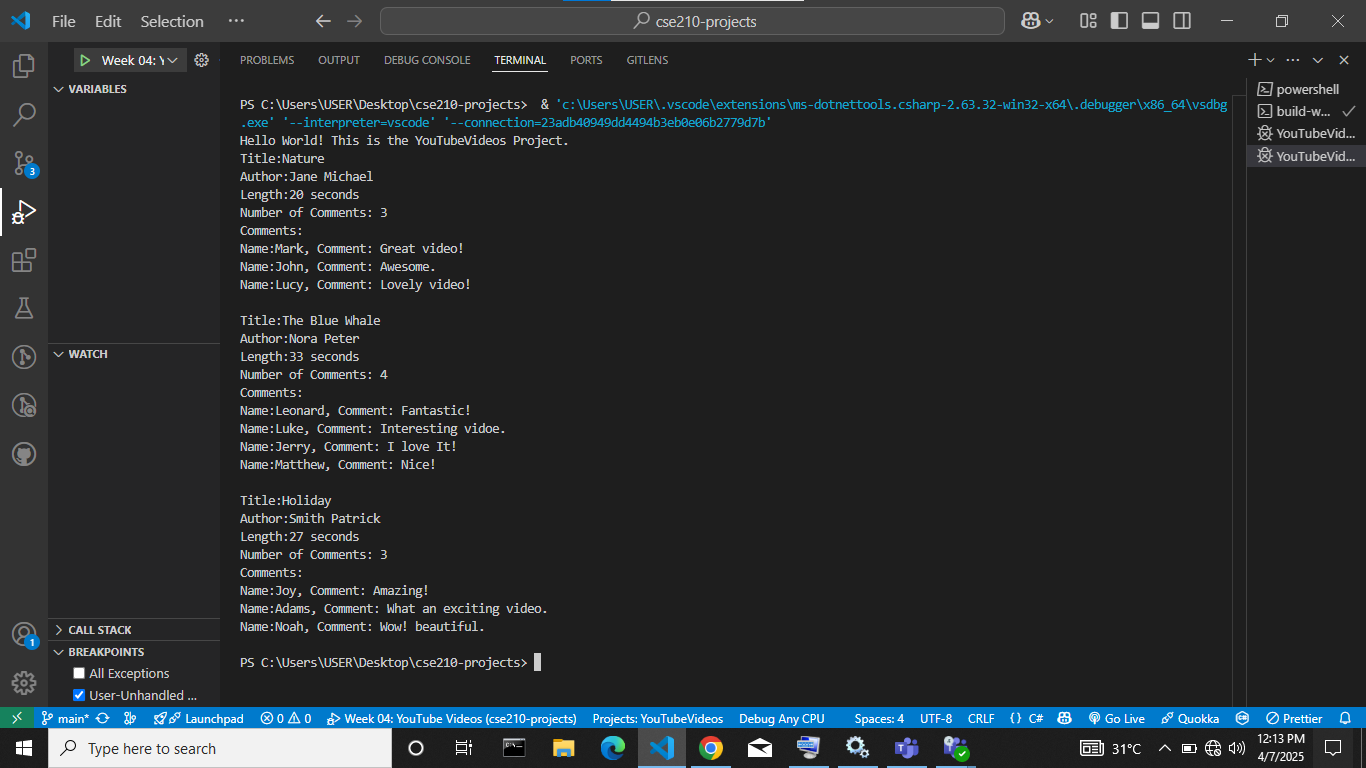 File Edit Selection ··· cse210-projects
Week 04: Y
PROBLEMS OUTPUT DEBUG CONSOLE TERMINAL PORTS GITLENS
VARIABLES
WATCH
CALL STACK
BREAKPOINTS
All Exceptions
User-Unhandled ...
PS C:\Users\USER\Desktop\cse210-projects>  & 'c:\Users\USER\.vscode\extensions\ms-dotnettools.csharp-2.63.32-win32-x64\.debugger\x86_64\vsdbg
.exe' '--interpreter=vscode' '--connection=23adb40949dd4494b3eb0e06b2779d7b'
Hello World! This is the YouTubeVideos Project.
Title:Nature
Author:Jane Michael
Length:20 seconds
Number of Comments: 3
Comments:
Name:Mark, Comment: Great video!
Name:John, Comment: Awesome.
Name:Lucy, Comment: Lovely video!
Title:The Blue Whale
Author:Nora Peter
Length:33 seconds
Number of Comments: 4
Comments:
Name:Leonard, Comment: Fantastic!
Name:Luke, Comment: Interesting vidoe.
Name:Jerry, Comment: I love It!
Name:Matthew, Comment: Nice!
Title:Holiday
Author:Smith Patrick
Length:27 seconds
Number of Comments: 3
Comments:
Name:Joy, Comment: Amazing!
Name:Adams, Comment: What an exciting video.
Name:Noah, Comment: Wow! beautiful.
PS C:\Users\USER\Desktop\cse210-projects>
powershell
build-w...
YouTubeVid...
YouTubeVid...
3
1
main* Launchpad 0 0 Week 04: YouTube Videos (cse210-projects) Projects: YouTubeVideos Debug Any CPU Spaces: 4 UTF-8 CRLF {} C# Go Live Quokka Prettier
Type here to search
31°C
12:13 PM
4/7/2025